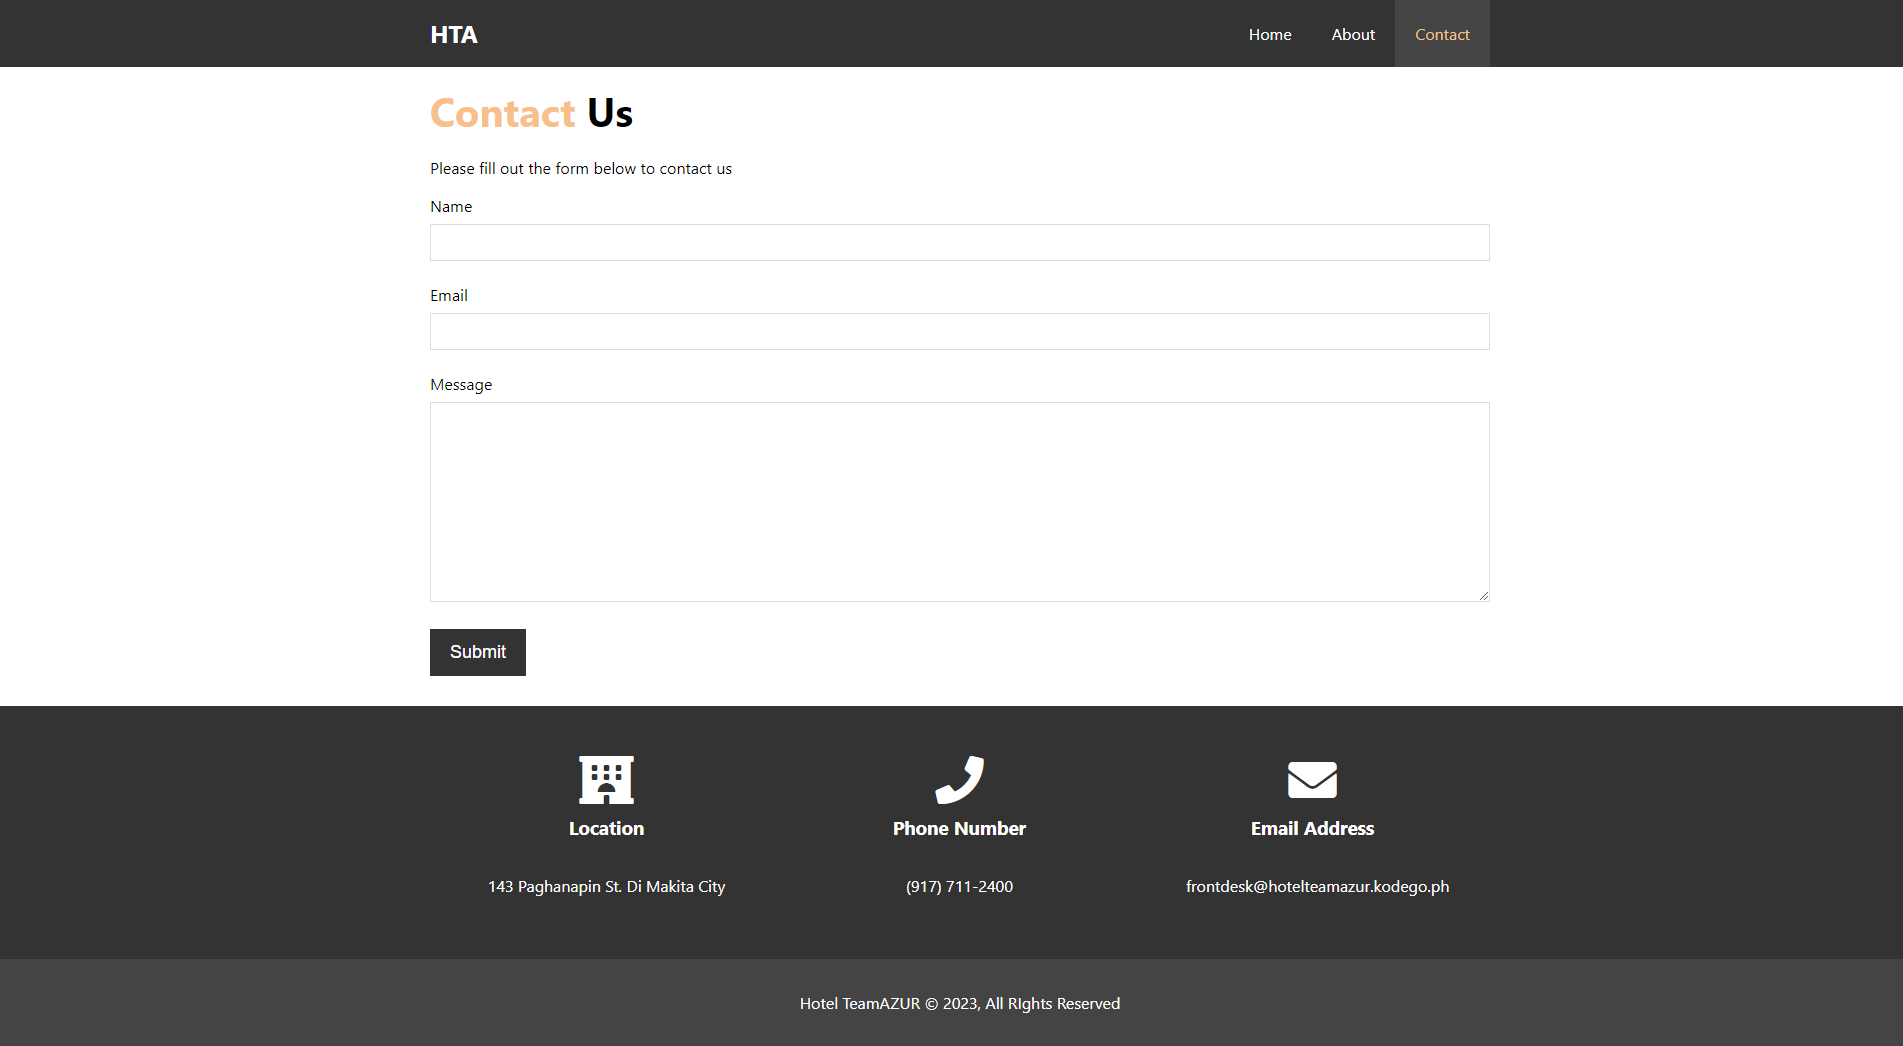 HTA
Home About Contact
Contact Us
Please fill out the form below to contact us
Name
Email
Message
Submit
Location
143 Paghanapin St. Di Makita City
Phone Number
(917) 711-2400
Email Address
frontdesk@hotelteamazur.kodego.ph
Hotel TeamAZUR © 2023, All RIghts Reserved